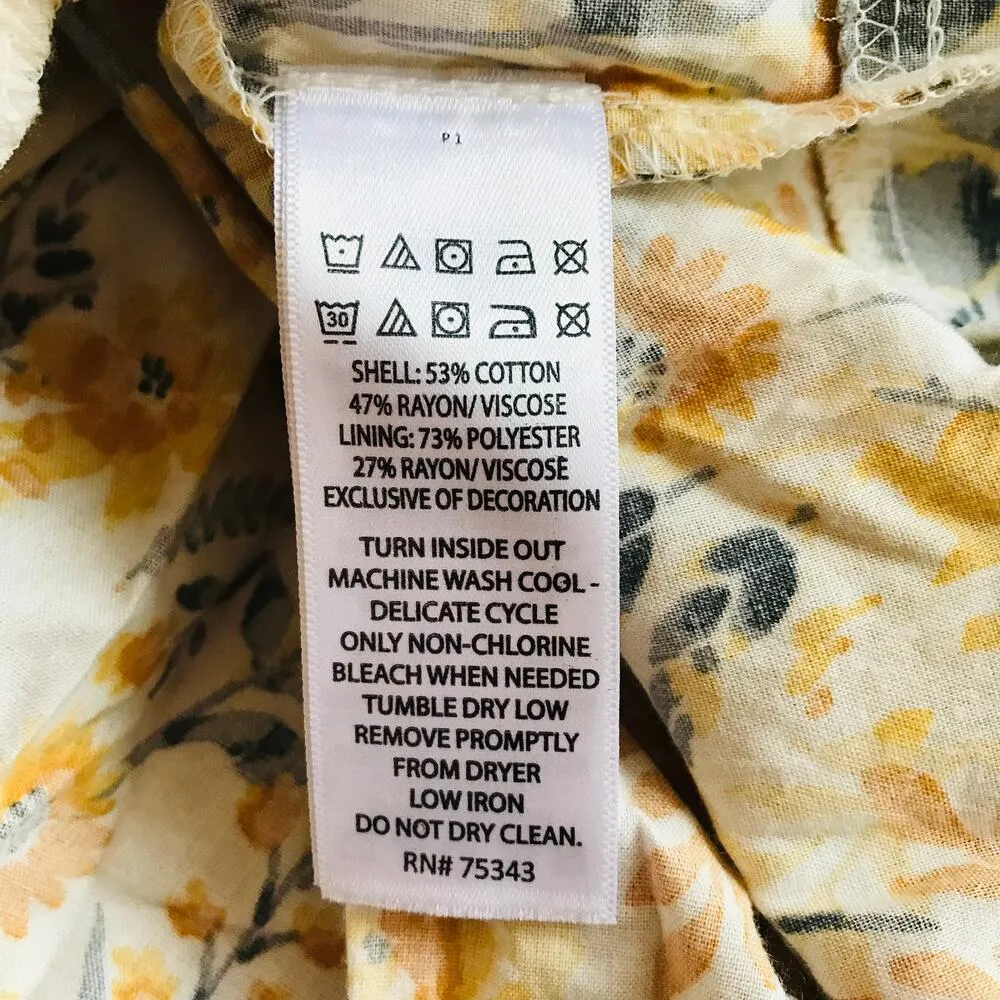 P1
30
SHELL: 53% COTTON
47% RAYON/VISCOSE
LINING: 73% POLYESTER
27% RAYON/VISCOSE
EXCLUSIVE OF DECORATION
TURN INSIDE OUT
MACHINE WASH COOL -
DELICATE CYCLE
ONLY NON-CHLORINE
BLEACH WHEN NEEDED
TUMBLE DRY LOW
REMOVE PROMPTLY
FROM DRYER
LOW IRON
DO NOT DRY CLEAN.
RN# 75343